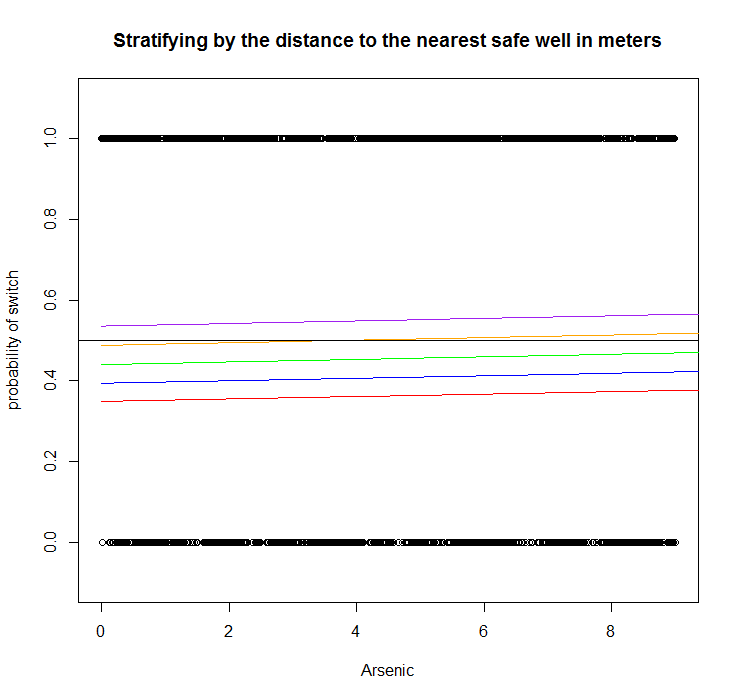 Stratifying by the distance to the nearest safe well in meters
probability of switch
1.0
0.8
0.6
0.4
0.2
0.0
0 2 4 6 8
Arsenic